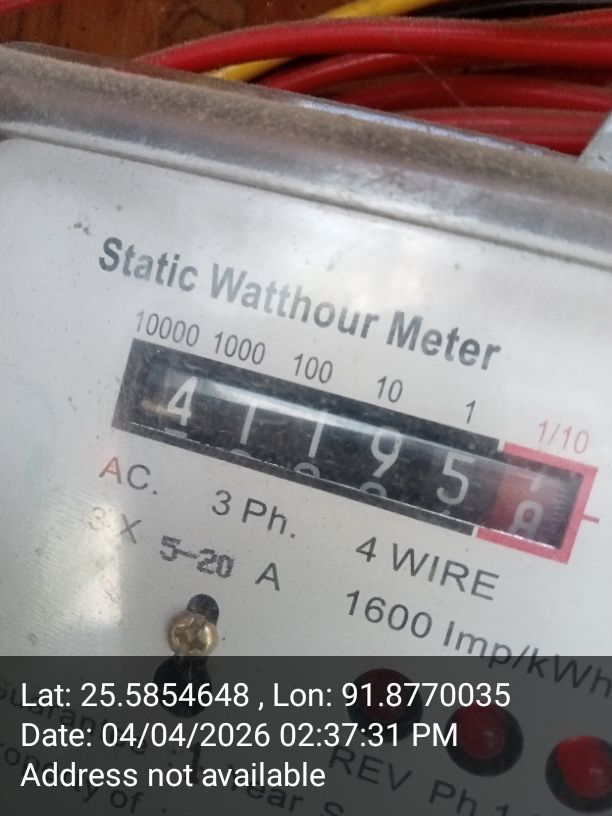 Static Watthour Meter
10000 1000 100 10 1 1/10
4 1 1 9 5 8
AC. 3 Ph. 4 WIRE
3 X 5-20 A 1600 Imp/kWh
Lat: 25.5854648 , Lon: 91.8770035
Date: 04/04/2026 02:37:31 PM
REV Ph
Address not available